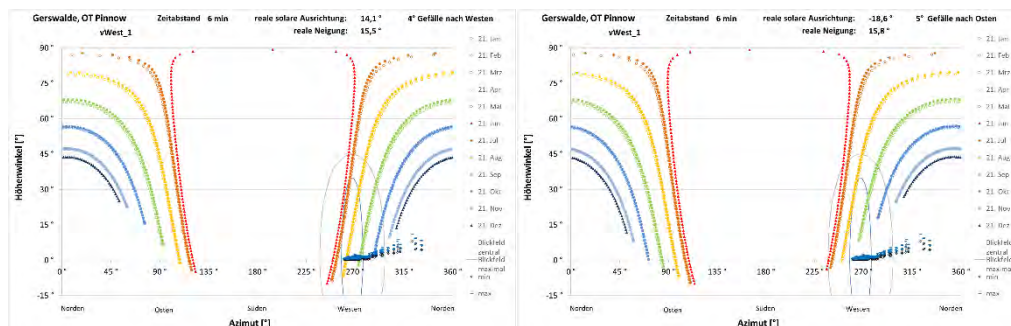 Gerswalde, OT Pinnow Zeitabstand 6 min reale solare Ausrichtung: 14,1 ° 4° Gefälle nach Westen
vWest_1 reale Neigung: 15,5 °
90 °
75 °
60 °
45 °
30 °
15 °
0 °
-15 °
Höhenwinkel [°]
0 ° 45 ° 90 ° 135 ° 180 ° 225 ° 270 ° 315 ° 360 °
Norden Osten Süden Westen Norden
Azimut [°]
21. Jan
21. Feb
21. Mrz
21. Apr
21. Mai
21. Jun
21. Jul
21. Aug
21. Sep
21. Okt
21. Nov
21. Dez
Blickfeld
zentral
Blickfeld
maximal
min
max
Gerswalde, OT Pinnow Zeitabstand 6 min reale solare Ausrichtung: -18,6 ° 5° Gefälle nach Osten
vWest_1 reale Neigung: 15,8 °
90 °
75 °
60 °
45 °
30 °
15 °
0 °
-15 °
Höhenwinkel [°]
0 ° 45 ° 90 ° 135 ° 180 ° 225 ° 270 ° 315 ° 360 °
Norden Osten Süden Westen Norden
Azimut [°]
21. Jan
21. Feb
21. Mrz
21. Apr
21. Mai
21. Jun
21. Jul
21. Aug
21. Sep
21. Okt
21. Nov
21. Dez
Blickfeld
zentral
Blickfeld
maximal
min
max